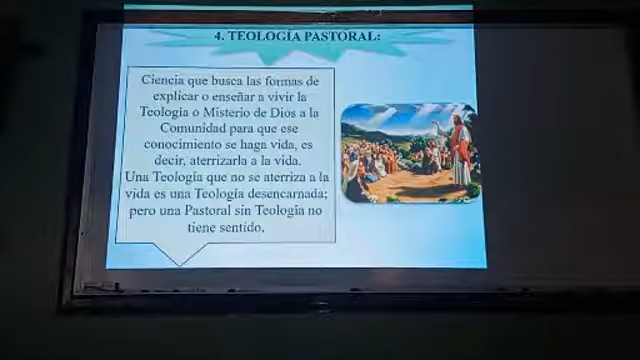 4. TEOLOGÍA PASTORAL:
Ciencia que busca las formas de
explicar o enseñar a vivir la
Teología o Misterio de Dios a la
Comunidad para que ese
conocimiento se haga vida, es
decir, aterrizarla a la vida.
Una Teología que no se aterriza a la
vida es una Teología desencarnada;
pero una Pastoral sin Teología no
tiene sentido.